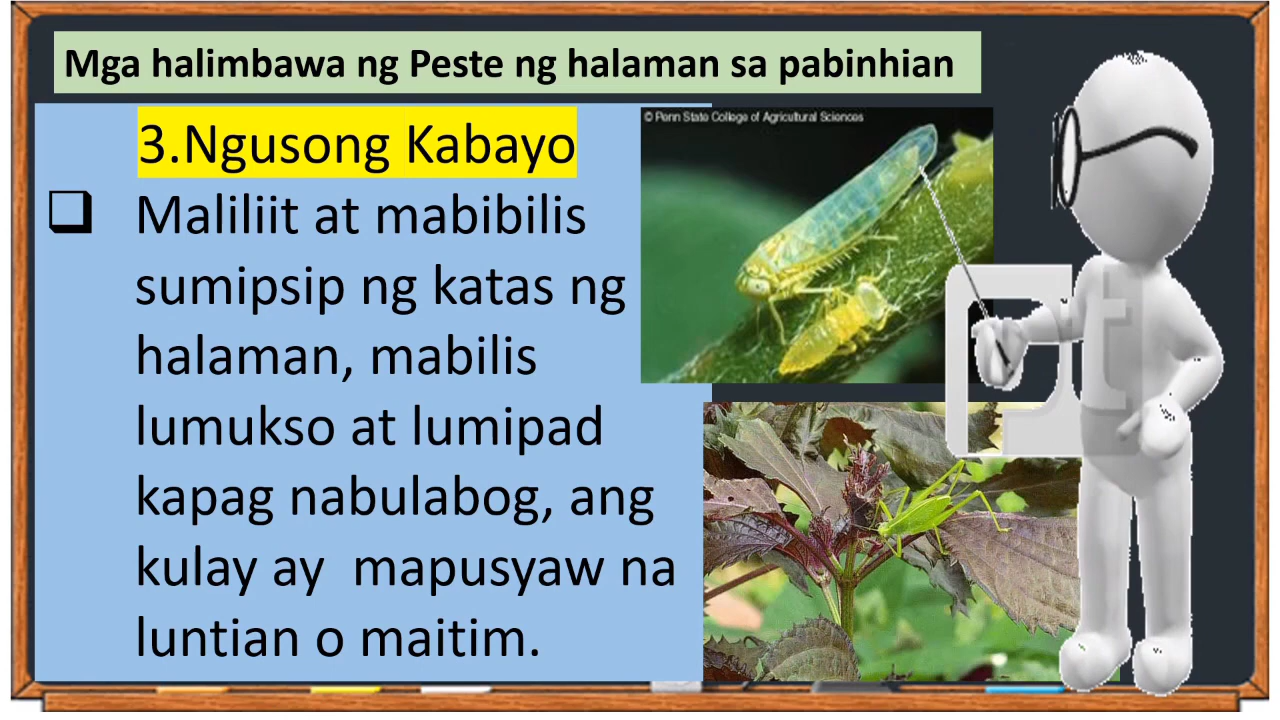 Mga halimbawa ng Peste ng halaman sa pabinhian
3.Ngusong Kabayo
Maliliit at mabibilis
sumipsip ng katas ng
halaman, mabilis
lumukso at lumipad
kapag nabulabog, ang
kulay ay mapusyaw na
luntian o maitim.
© Penn State College of Agricultural Sciences